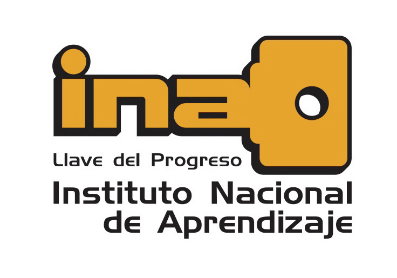 ina
Llave del Progreso
Instituto Nacional
de Aprendizaje